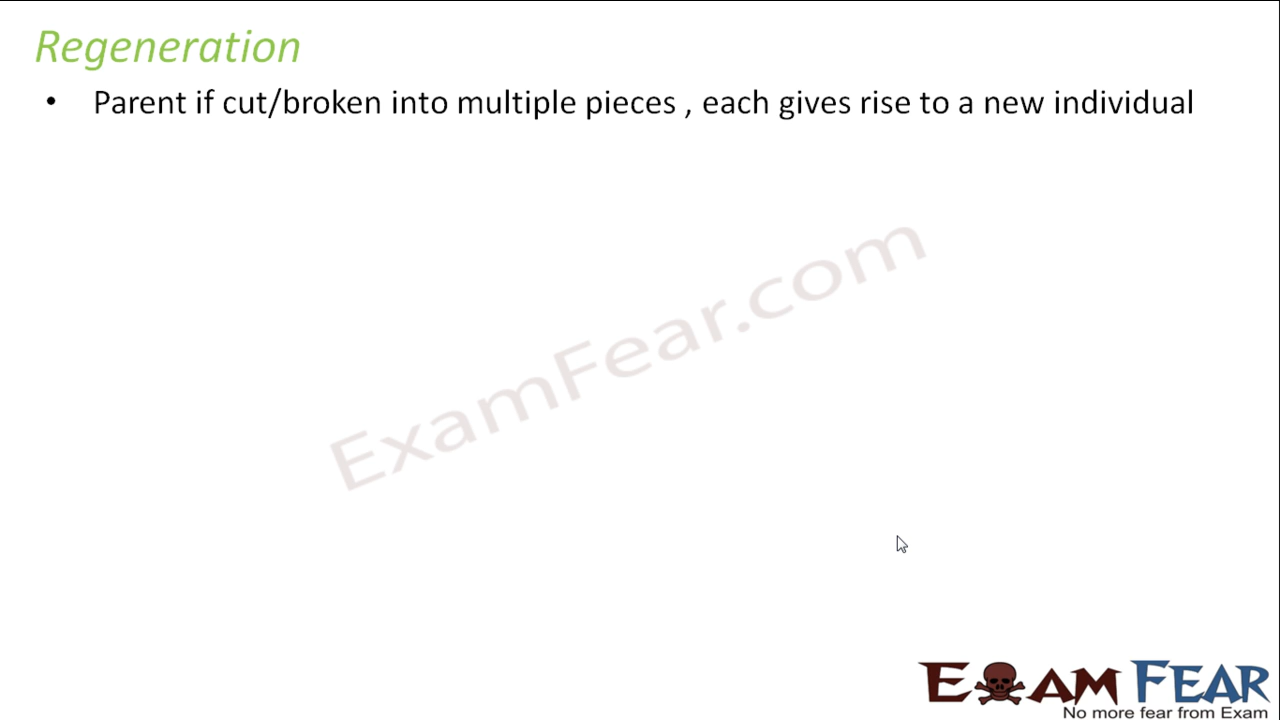 Regeneration
• Parent if cut/broken into multiple pieces , each gives rise to a new individual
ExamFear.com
EXAM FEAR
No more fear from Exam